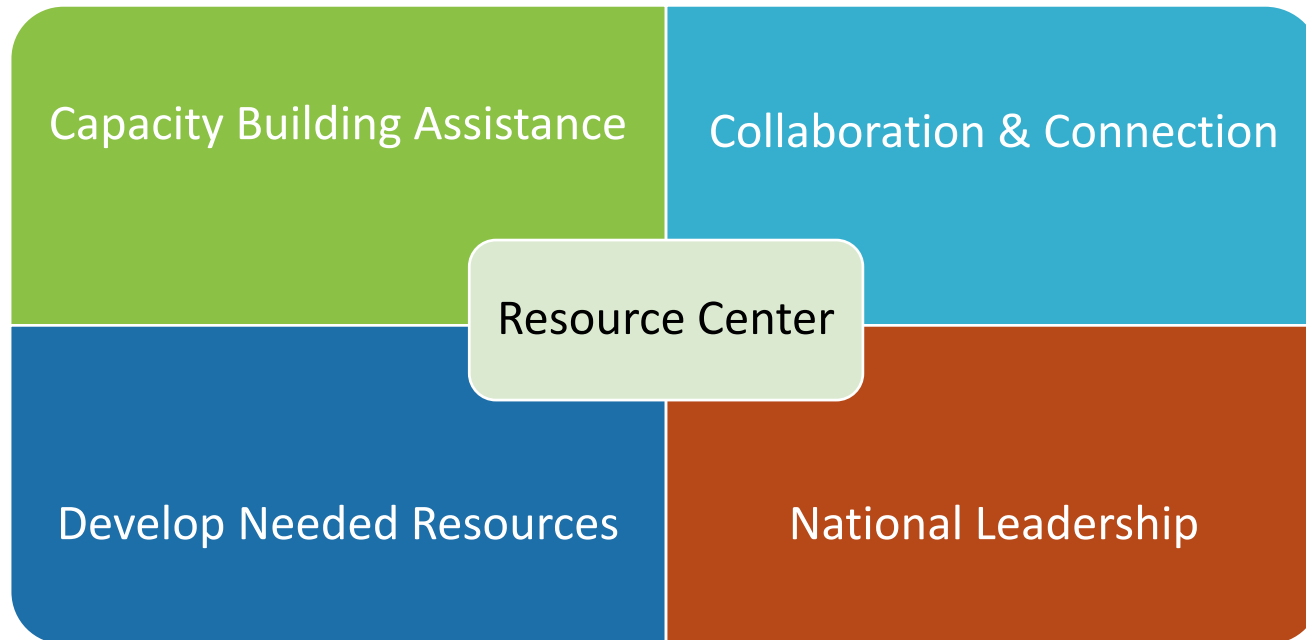 Capacity Building Assistance
Collaboration & Connection
Resource Center
Develop Needed Resources
National Leadership